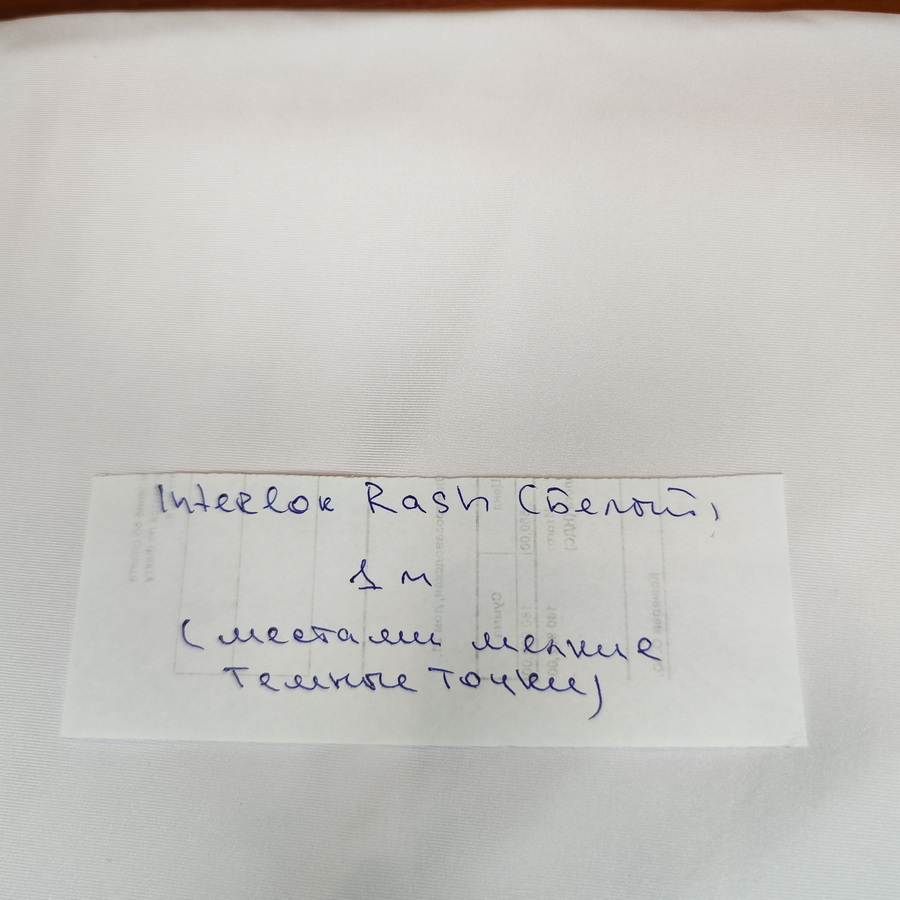 Interlok Rash (Белый),
1 м
(местами мелкие
темные точки)